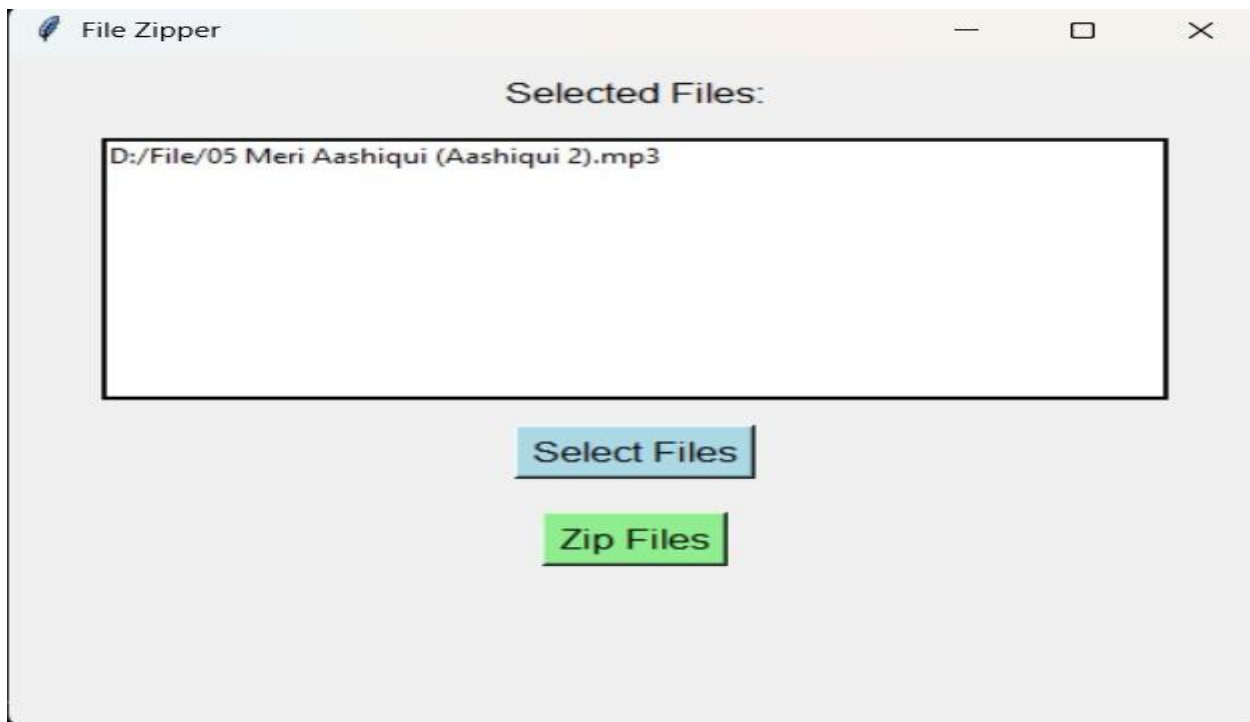 File Zipper
Selected Files:
D:/File/05 Meri Aashiqui (Aashiqui 2).mp3
Select Files
Zip Files